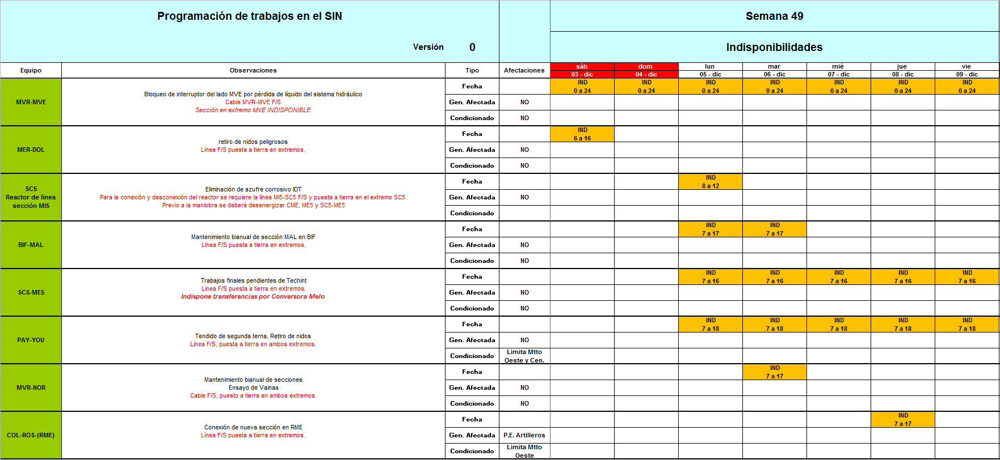 Programación de trabajos en el SIN
Semana 49
Versión 0
Indisponibilidades
Equipo Observaciones Tipo Afectaciones sáb dom lun mar mié jue vie
03 - dic 04 - dic 05 - dic 06 - dic 07 - dic 08 - dic 09 - dic
MVR-MVE
Bloqueo de interruptor del lado MVE por pérdida de líquido del sistema hidráulico
Cable MVR-MVE F/S
Sección en extremo MVE INDISPONIBLE
Fecha IND IND IND IND IND IND IND
0 a 24 0 a 24 0 a 24 0 a 24 0 a 24 0 a 24 0 a 24
Gen. Afectada NO
Condicionado NO
MER-DOL
retiro de nidos peligrosos
Línea F/S puesta a tierra en extremos.
Fecha IND
6 a 16
Gen. Afectada NO
Condicionado NO
SC5
Reactor de línea
sección MI5
Eliminación de azufre corrosivo IDT
Para la conexión y desconexión del reactor se requiere la línea MI5-SC5 F/S y puesta a tierra en el extremo SC5.
Previo a la maniobra se deberá desenergizar CME, ME5 y SC5-ME5
Fecha IND
8 a 12
Gen. Afectada NO
Condicionado
BIF-MAL
Mantenimiento bianual de sección MAL en BIF
Línea F/S puesta a tierra en extremos.
Fecha IND IND
7 a 17 7 a 17
Gen. Afectada NO
Condicionado NO
SC5-ME5
Trabajos finales pendientes de Techint
Línea F/S puesta a tierra en extremos.
Indispone transferencias por Conversora Melo
Fecha IND IND IND IND IND
7 a 16 7 a 16 7 a 16 7 a 16 7 a 16
Gen. Afectada NO
Condicionado NO
PAY-YOU
Tendido de segunda terna. Retiro de nidos
Línea F/S, puesta a tierra en ambos extremos.
Fecha IND IND IND IND IND
7 a 18 7 a 18 7 a 18 7 a 18 7 a 18
Gen. Afectada NO
Condicionado Limita Mtto
Oeste y Cen.
MVR-NOR
Mantenimiento bianual de secciones
Ensayo de Vainas
Cable F/S, puesto a tierra en ambos extremos.
Fecha IND
7 a 17
Gen. Afectada NO
Condicionado NO
COL-ROS-(RME)
Conexión de nueva sección en RME
Línea F/S puesta a tierra en extremos.
Fecha IND
7 a 17
Gen. Afectada P.E. Artilleros
Condicionado Limita Mtto
Oeste